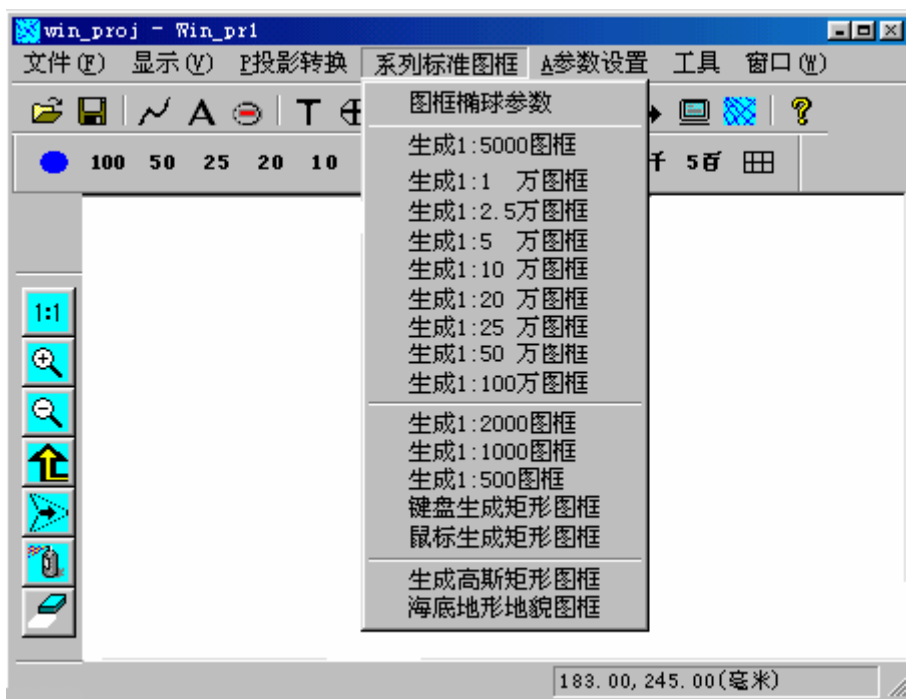 win_proj - Win_pr1
文件(F) 显示(V) P投影转换 系列标准图框 A参数设置 工具 窗口(W)
A T
100 50 25 20 10 千 5百
图框椭球参数
生成1:5000图框
生成1:1 万图框
生成1:2.5万图框
生成1:5 万图框
生成1:10 万图框
生成1:20 万图框
生成1:25 万图框
生成1:50 万图框
生成1:100万图框
生成1:2000图框
生成1:1000图框
生成1:500图框
键盘生成矩形图框
鼠标生成矩形图框
生成高斯矩形图框
海底地形地貌图框
1:1
183.00,245.00(毫米)